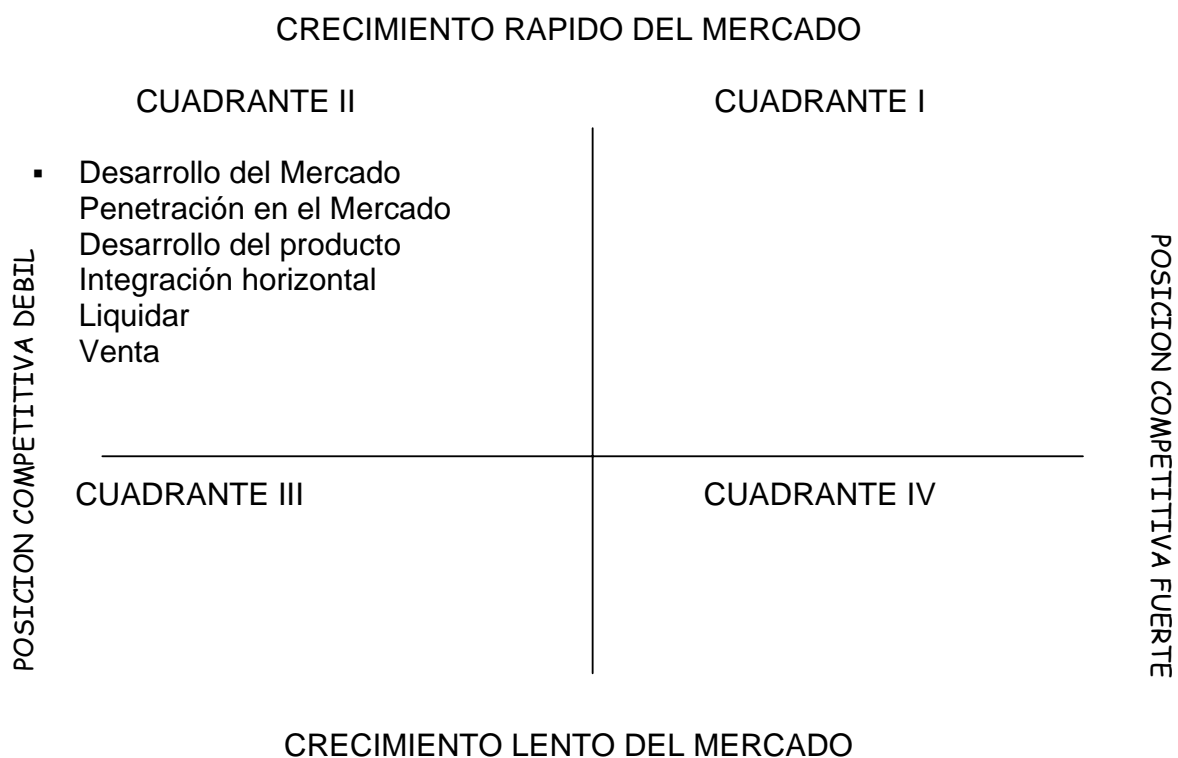 CRECIMIENTO RAPIDO DEL MERCADO
CUADRANTE II
CUADRANTE I
▪ Desarrollo del Mercado
Penetración en el Mercado
Desarrollo del producto
Integración horizontal
Liquidar
Venta
POSICION COMPETITIVA DEBIL
POSICION COMPETITIVA FUERTE
CUADRANTE III
CUADRANTE IV
CRECIMIENTO LENTO DEL MERCADO